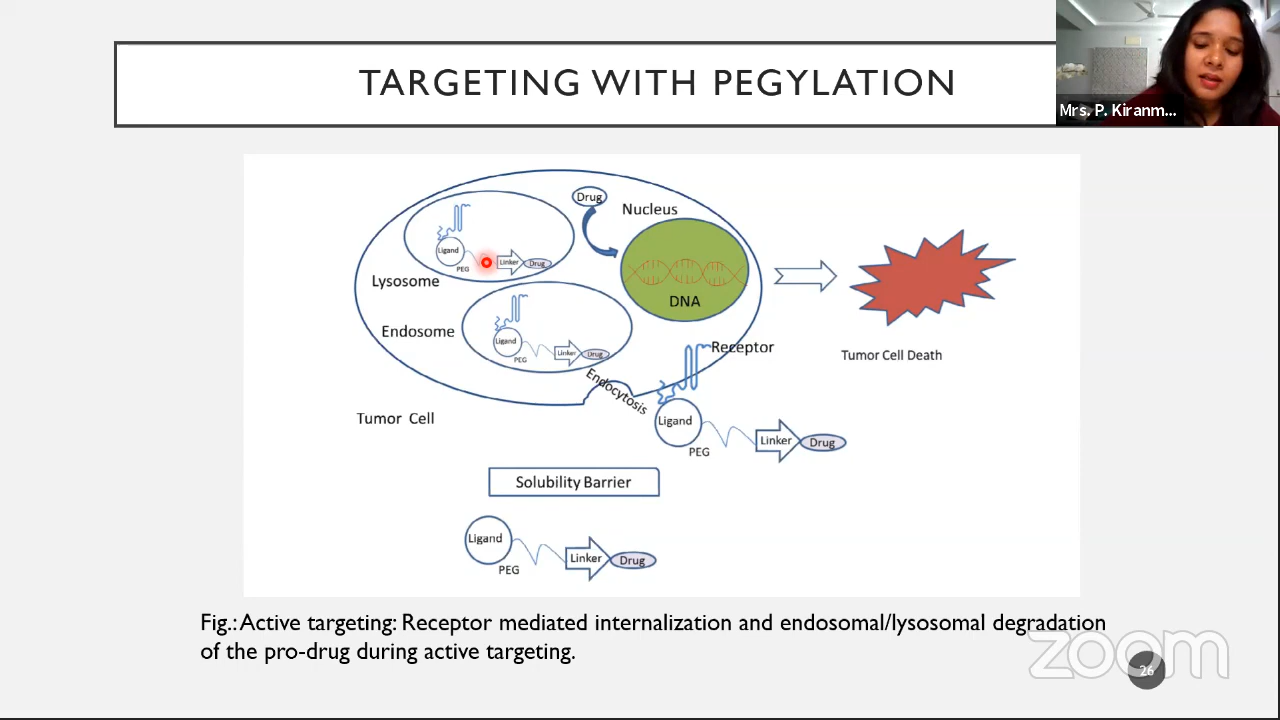 TARGETING WITH PEGYLATION
Mrs. P. Kiranm...
Drug
Nucleus
Ligand
PEG
Linker
Drug
Lysosome
DNA
Endosome
Ligand
PEG
Linker
Drug
Receptor
Tumor Cell Death
Endocytosis
Tumor Cell
Ligand
PEG
Linker
Drug
Solubility Barrier
Ligand
PEG
Linker
Drug
Fig.: Active targeting: Receptor mediated internalization and endosomal/lysosomal degradation
of the pro-drug during active targeting.
zoom
26